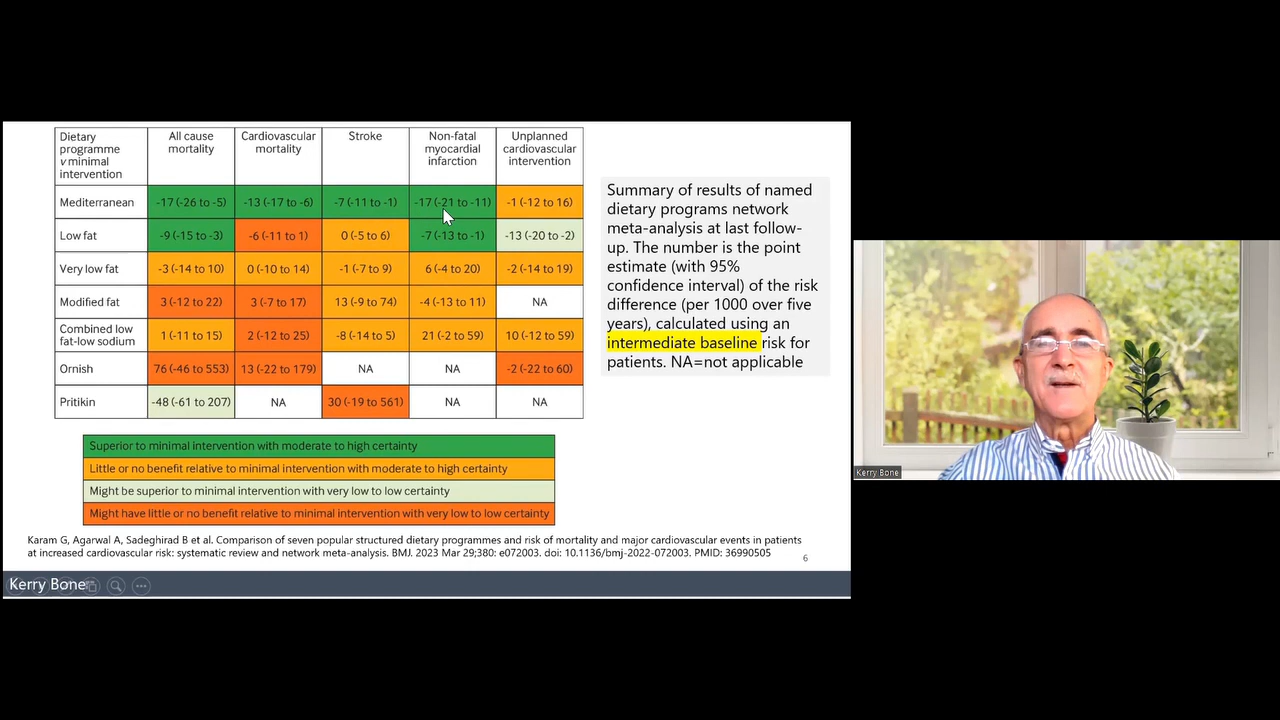 Dietary programme v minimal intervention
All cause mortality
Cardiovascular mortality
Stroke
Non-fatal myocardial infarction
Unplanned cardiovascular intervention
Mediterranean -17 (-26 to -5) -13 (-17 to -6) -7 (-11 to -1) -17 (-21 to -11) -1 (-12 to 16)
Low fat -9 (-15 to -3) -6 (-11 to 1) 0 (-5 to 6) -7 (-13 to -1) -13 (-20 to -2)
Very low fat -3 (-14 to 10) 0 (-10 to 14) -1 (-7 to 9) 6 (-4 to 20) -2 (-14 to 19)
Modified fat 3 (-12 to 22) 3 (-7 to 17) 13 (-9 to 74) -4 (-13 to 11) NA
Combined low fat-low sodium 1 (-11 to 15) 2 (-12 to 25) -8 (-14 to 5) 21 (-2 to 59) 10 (-12 to 59)
Ornish 76 (-46 to 553) 13 (-22 to 179) NA NA -2 (-22 to 60)
Pritikin -48 (-61 to 207) NA 30 (-19 to 561) NA NA
Superior to minimal intervention with moderate to high certainty
Little or no benefit relative to minimal intervention with moderate to high certainty
Might be superior to minimal intervention with very low to low certainty
Might have little or no benefit relative to minimal intervention with very low to low certainty
Summary of results of named
dietary programs network
meta-analysis at last follow-
up. The number is the point
estimate (with 95%
confidence interval) of the risk
difference (per 1000 over five
years), calculated using an
intermediate baseline risk for
patients. NA=not applicable
Karam G, Agarwal A, Sadeghirad B et al. Comparison of seven popular structured dietary programmes and risk of mortality and major cardiovascular events in patients
at increased cardiovascular risk: systematic review and network meta-analysis. BMJ. 2023 Mar 29;380: e072003. doi: 10.1136/bmj-2022-072003. PMID: 36990505
6
Kerry Bone
Kerry Bone